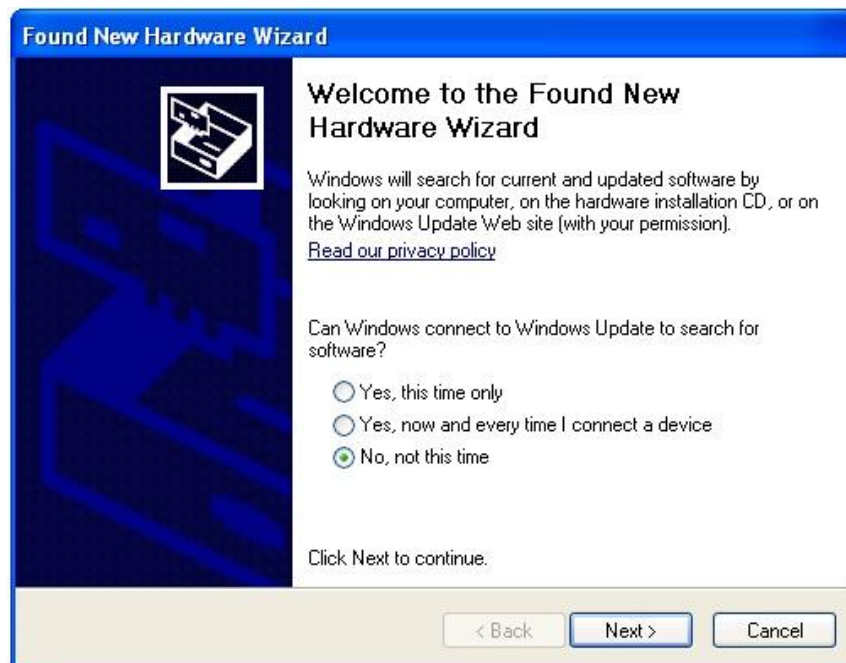 Found New Hardware Wizard
Welcome to the Found New
Hardware Wizard
Windows will search for current and updated software by
looking on your computer, on the hardware installation CD, or on
the Windows Update Web site (with your permission).
Read our privacy policy
Can Windows connect to Windows Update to search for
software?
Yes, this time only
Yes, now and every time I connect a device
No, not this time
Click Next to continue.
< Back Next > Cancel